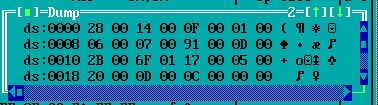 [■]=Dump 2=[↑][↓]
ds:0000 28 00 14 00 0F 00 01 00 ( ¶ ☼ ☺
ds:0008 06 00 07 00 91 00 0D 00 ♠ • æ ♪
ds:0010 2B 00 6F 01 17 00 05 00 + o☺↨ ♣
ds:0018 20 00 0D 00 0C 00 00 00 ♪ ♀